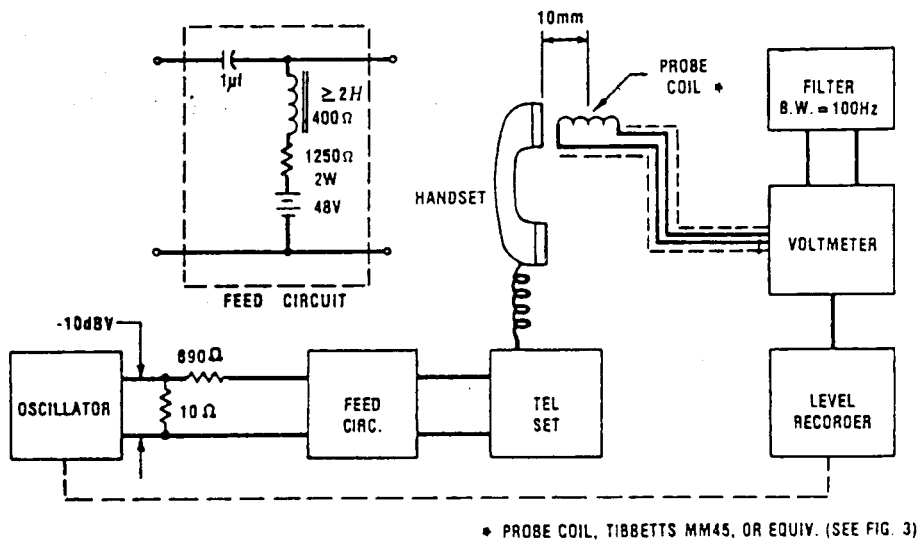 10mm
1µf
≥2H
400Ω
1250Ω
2W
48V
FEED CIRCUIT
PROBE
COIL *
FILTER
B.W. = 100Hz
HANDSET
VOLTMETER
-10dBV
890Ω
10Ω
OSCILLATOR
FEED
CIRC.
TEL
SET
LEVEL
RECORDER
* PROBE COIL, TIBBETTS MM45, OR EQUIV. (SEE FIG. 3)